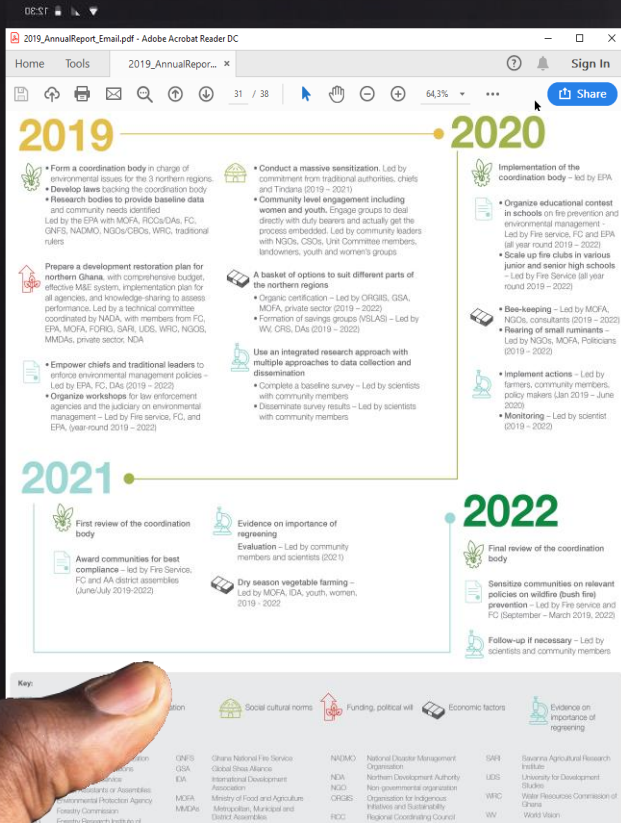 12:30
2019_AnnualReport_Email.pdf - Adobe Acrobat Reader DC
Home Tools 2019_AnnualRepor... × Sign In
31 / 38 64,3% Share
2019
• Form a coordination body in charge of
environmental issues for the 3 northern regions.
• Develop laws backing the coordination body
• Research bodies to provide baseline data
and community needs identified
Led by the EPA with MOFA, RCCs/DAs, FC,
GNFS, NADMO, NGOs/CBOs, WRC, traditional
rulers
Prepare a development restoration plan for
northern Ghana, with comprehensive budget,
effective M&E system, implementation plan for
all agencies, and knowledge-sharing to assess
performance. Led by a technical committee
coordinated by NADA, with members from FC,
EPA, MOFA, FORIG, SARI, UDS, WRC, NGOS,
MMDAs, private sector, NDA
• Empower chiefs and traditional leaders to
enforce environmental management policies –
Led by EPA, FC, DAs (2019 – 2022)
• Organize workshops for law enforcement
agencies and the judiciary on environmental
management – Led by Fire service, FC, and
EPA, (year-round 2019 – 2022)
• Conduct a massive sensitization. Led by
commitment from traditional authorities, chiefs
and Tindana (2019 – 2021)
• Community level engagement including
women and youth. Engage groups to deal
directly with duty bearers and actually get the
process embedded. Led by community leaders
with NGOs, CSOs, Unit Committee members,
landowners, youth and women's groups
A basket of options to suit different parts of
the northern regions
• Organic certification – Led by ORGIIS, GSA,
MOFA, private sector (2019 – 2022)
• Formation of savings groups (VSLAS) – Led by
WV, CRS, DAs (2019 – 2022)
Use an integrated research approach with
multiple approaches to data collection and
dissemination
• Complete a baseline survey – Led by scientists
with community members
• Disseminate survey results – Led by scientists
with community members
2020
Implementation of the
coordination body – led by EPA
• Organize educational contest
in schools on fire prevention and
environmental management -
Led by Fire service, FC and EPA
(all year round 2019 – 2022)
• Scale up fire clubs in various
junior and senior high schools
– Led by Fire Service (all year
round 2019 – 2022)
• Bee-keeping – Led by MOFA,
NGOs, consultants (2019 – 2022)
• Rearing of small ruminants –
Led by NGOs, MOFA, Politicians
(2019 – 2022)
• Implement actions – Led by
farmers, community members,
policy makers (Jan 2019 – June
2020)
• Monitoring – Led by scientist
(2019 – 2022)
2021
First review of the coordination
body
Award communities for best
compliance – led by Fire Service,
FC and AA district assemblies
(June/July 2019-2022)
Evidence on importance of
regreening
Evaluation – Led by community
members and scientists (2021)
Dry season vegetable farming –
Led by MOFA, IDA, youth, women,
2019 - 2022
2022
Final review of the coordination
body
Sensitize communities on relevant
policies on wildfire (bush fire)
prevention – Led by Fire service and
FC (September – March 2019, 2022)
Follow-up if necessary – Led by
scientists and community members
Key:
Social cultural norms Funding, political will Economic factors Evidence on
importance of
regreening
Environmental Protection Agency
Forestry Commission
Forestry Research Institute of
GNFS Ghana National Fire Service
GSA Global Shea Alliance
IDA International Development
Association
MOFA Ministry of Food and Agriculture
MMDAs Metropolitan, Municipal and
District Assemblies
NADMO National Disaster Management
Organisation
NDA Northern Development Authority
NGO Non governmental organization
ORGIIS Organisation for Indigenous
Initiatives and Sustainability
RCC Regional Coordinating Council
SARI Savanna Agricultural Research
Institute
UDS University for Development
Studies
WRC Water Resources Commission of
Ghana
WV World Vision